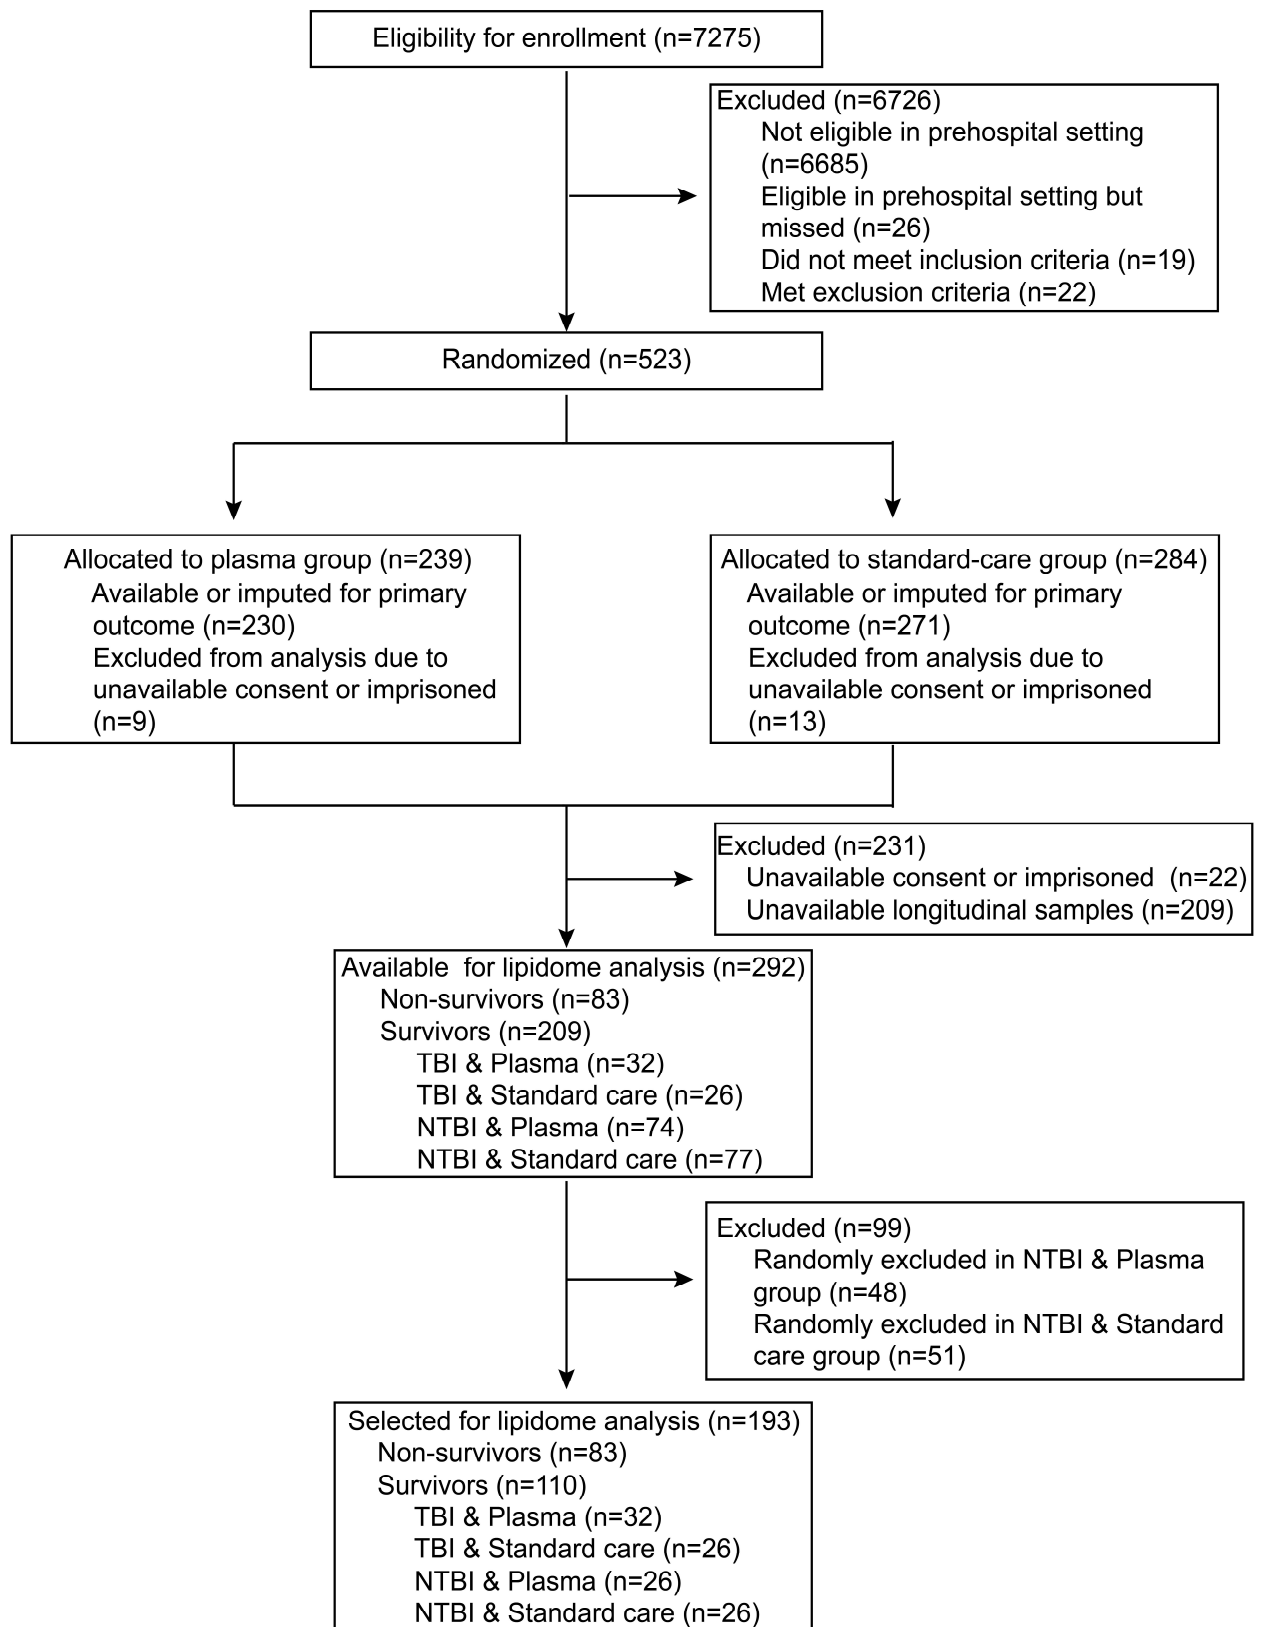 Eligibility for enrollment (n=7275)
Excluded (n=6726)
Not eligible in prehospital setting
(n=6685)
Eligible in prehospital setting but
missed (n=26)
Did not meet inclusion criteria (n=19)
Met exclusion criteria (n=22)
Randomized (n=523)
Allocated to plasma group (n=239)
Available or imputed for primary
outcome (n=230)
Excluded from analysis due to
unavailable consent or imprisoned
(n=9)
Allocated to standard-care group (n=284)
Available or imputed for primary
outcome (n=271)
Excluded from analysis due to
unavailable consent or imprisoned
(n=13)
Excluded (n=231)
Unavailable consent or imprisoned (n=22)
Unavailable longitudinal samples (n=209)
Available for lipidome analysis (n=292)
Non-survivors (n=83)
Survivors (n=209)
TBI & Plasma (n=32)
TBI & Standard care (n=26)
NTBI & Plasma (n=74)
NTBI & Standard care (n=77)
Excluded (n=99)
Randomly excluded in NTBI & Plasma
group (n=48)
Randomly excluded in NTBI & Standard
care group (n=51)
Selected for lipidome analysis (n=193)
Non-survivors (n=83)
Survivors (n=110)
TBI & Plasma (n=32)
TBI & Standard care (n=26)
NTBI & Plasma (n=26)
NTBI & Standard care (n=26)